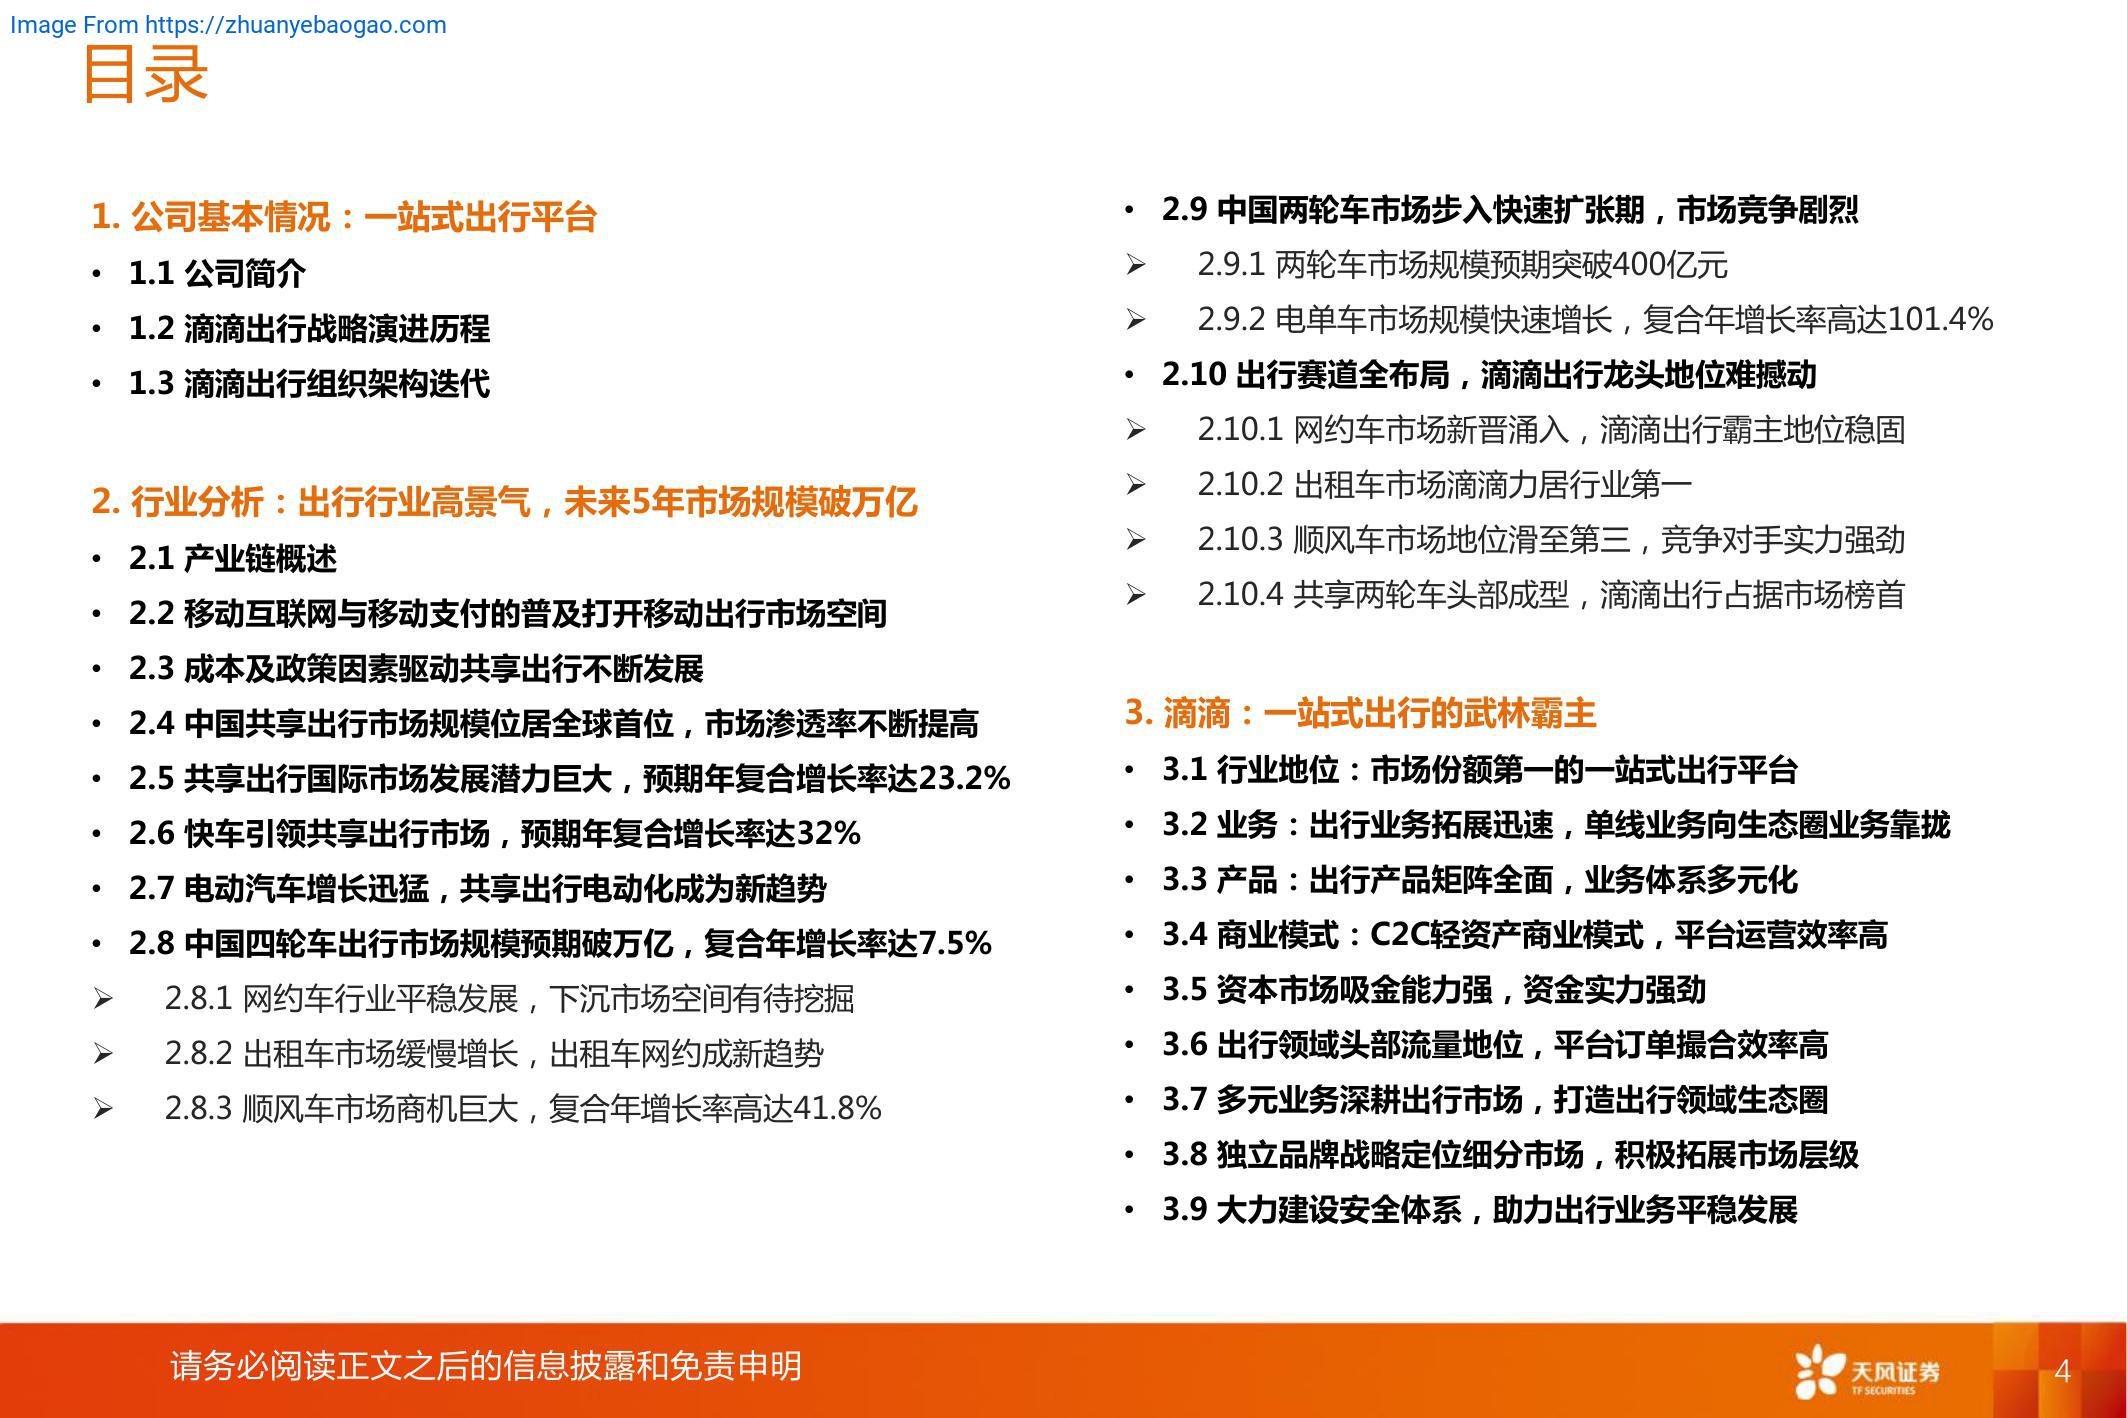 Image From https://zhuanyebaogao.com
目录
1. 公司基本情况：一站式出行平台
• 1.1 公司简介
• 1.2 滴滴出行战略演进历程
• 1.3 滴滴出行组织架构迭代
2. 行业分析：出行行业高景气，未来5年市场规模破万亿
• 2.1 产业链概述
• 2.2 移动互联网与移动支付的普及打开移动出行市场空间
• 2.3 成本及政策因素驱动共享出行不断发展
• 2.4 中国共享出行市场规模位居全球首位，市场渗透率不断提高
• 2.5 共享出行国际市场发展潜力巨大，预期年复合增长率达23.2%
• 2.6 快车引领共享出行市场，预期年复合增长率达32%
• 2.7 电动汽车增长迅猛，共享出行电动化成为新趋势
• 2.8 中国四轮车出行市场规模预期破万亿，复合年增长率达7.5%
➢ 2.8.1 网约车行业平稳发展，下沉市场空间有待挖掘
➢ 2.8.2 出租车市场缓慢增长，出租车网约成新趋势
➢ 2.8.3 顺风车市场商机巨大，复合年增长率高达41.8%
• 2.9 中国两轮车市场步入快速扩张期，市场竞争剧烈
➢ 2.9.1 两轮车市场规模预期突破400亿元
➢ 2.9.2 电单车市场规模快速增长，复合年增长率高达101.4%
• 2.10 出行赛道全布局，滴滴出行龙头地位难撼动
➢ 2.10.1 网约车市场新晋涌入，滴滴出行霸主地位稳固
➢ 2.10.2 出租车市场滴滴力居行业第一
➢ 2.10.3 顺风车市场地位滑至第三，竞争对手实力强劲
➢ 2.10.4 共享两轮车头部成型，滴滴出行占据市场榜首
3. 滴滴：一站式出行的武林霸主
• 3.1 行业地位：市场份额第一的一站式出行平台
• 3.2 业务：出行业务拓展迅速，单线业务向生态圈业务靠拢
• 3.3 产品：出行产品矩阵全面，业务体系多元化
• 3.4 商业模式：C2C轻资产商业模式，平台运营效率高
• 3.5 资本市场吸金能力强，资金实力强劲
• 3.6 出行领域头部流量地位，平台订单撮合效率高
• 3.7 多元业务深耕出行市场，打造出行领域生态圈
• 3.8 独立品牌战略定位细分市场，积极拓展市场层级
• 3.9 大力建设安全体系，助力出行业务平稳发展
请务必阅读正文之后的信息披露和免责申明
天风证券
TF SECURITIES
4